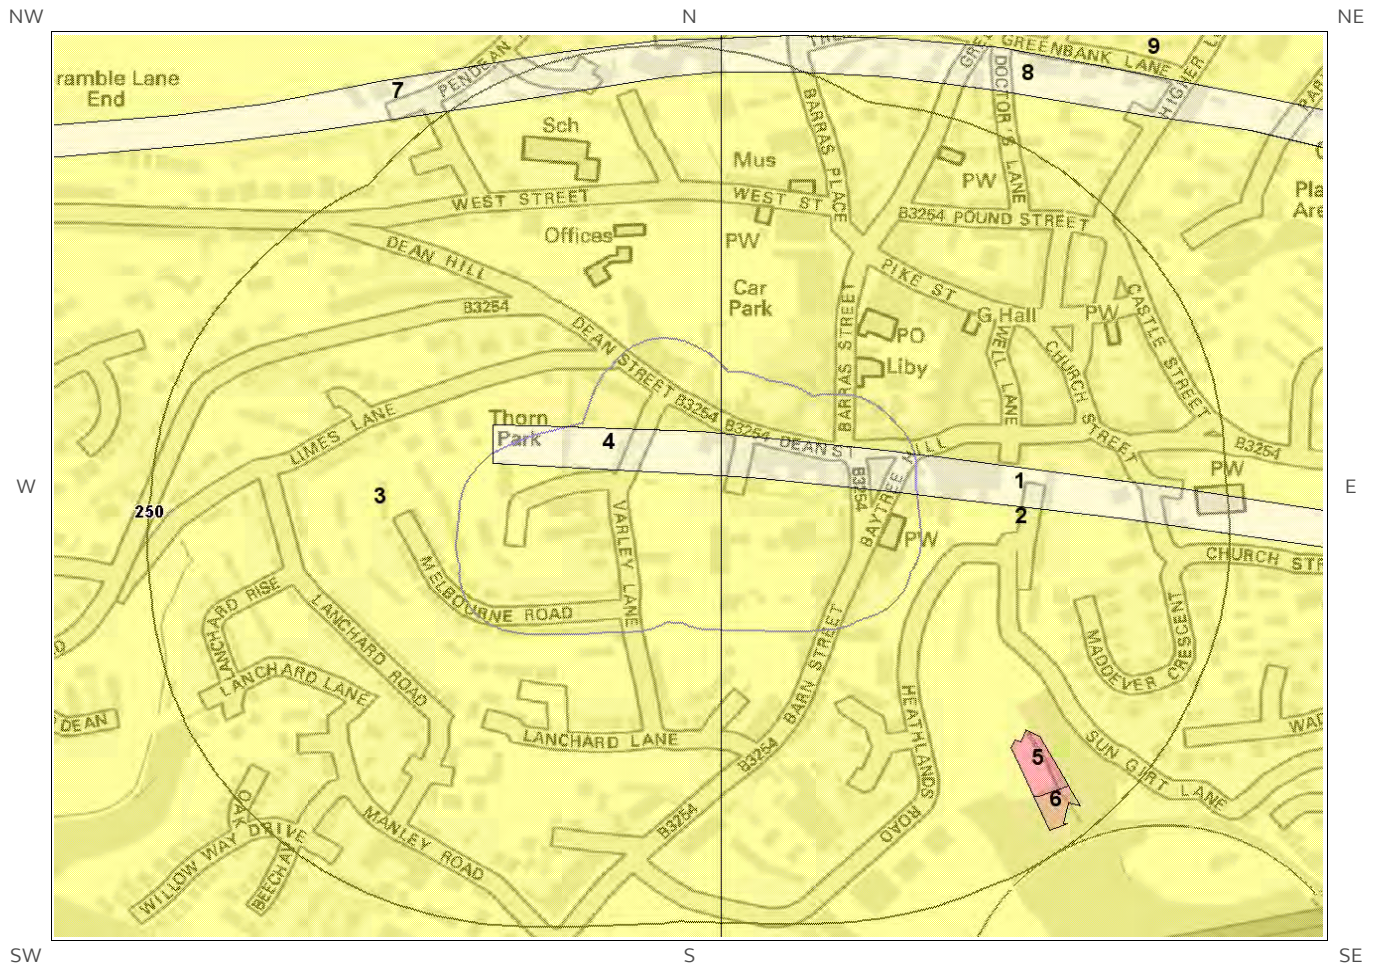 NW
N
NE
9
GREENBANK LANE
8
7
PENDEAN
ramble Lane
End
DOCTOR'S LANE
HIGHER
BARRAS PLACE
Sch
Mus
PW
WEST STREET
WEST ST
B3254 POUND STREET
Pla
Are
Offices
DEAN HILL
PW
PIKE ST
Car
Park
B3254
G.Hall
PW
CASTLE STREET
DEAN STREET
B3254
BARRAS STREET
PO
Liby
WELL LANE
CHURCH STREET
LIMES LANE
Thorn
Park
4
B3254 DEAN ST
HILL
B3254
PW
W
E
3
1
250
2
B3254
BAYTREE
PW
VARLEY LANE
CHURCH STR
MELBOURNE ROAD
LANCHARD RISE
LANCHARD ROAD
MADDEVER CRESCENT
BARN STREET
LANCHARD LANE
HEATHLANDS ROAD
DEAN
LANCHARD LANE
B3254
WAD
SUN GIRT LANE
5
6
OAK
DRIVE
MANLEY ROAD
B3254
WILLOW WAY
BEECH AV
SW
S
SE